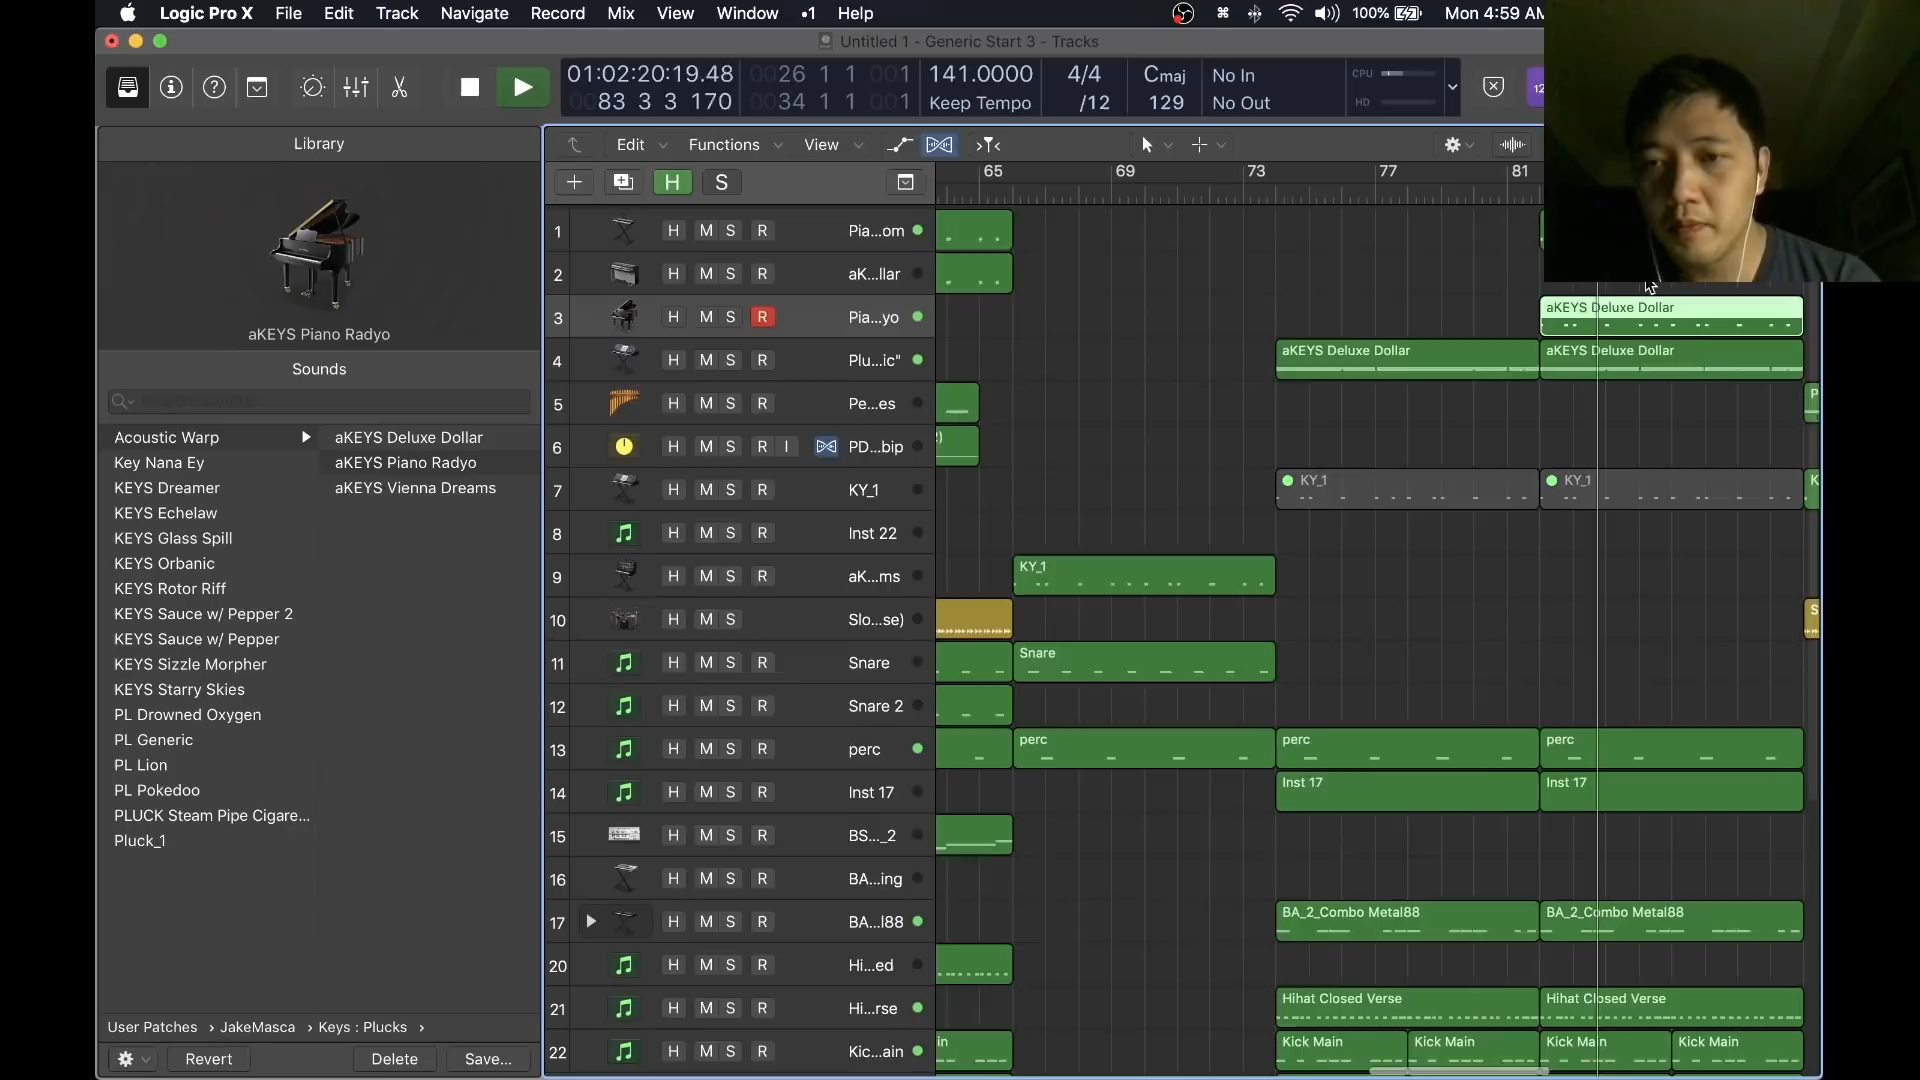 Logic Pro X File Edit Track Navigate Record Mix View Window •1 Help 100% Mon 4:59 AM
Untitled 1 - Generic Start 3 - Tracks
01:02:20:19.48 0026 1 1 001 141.0000 4/4 Cmaj No In CPU
0083 3 3 170 0034 1 1 001 Keep Tempo /12 129 No Out HD
12
Library
Edit Functions View
H S
65 69 73 77 81
aKEYS Piano Radyo
Sounds
Acoustic Warp
Key Nana Ey
KEYS Dreamer
KEYS Echelaw
KEYS Glass Spill
KEYS Orbanic
KEYS Rotor Riff
KEYS Sauce w/ Pepper 2
KEYS Sauce w/ Pepper
KEYS Sizzle Morpher
KEYS Starry Skies
PL Drowned Oxygen
PL Generic
PL Lion
PL Pokedoo
PLUCK Steam Pipe Cigare...
Pluck_1
aKEYS Deluxe Dollar
aKEYS Piano Radyo
aKEYS Vienna Dreams
User Patches › JakeMasca › Keys : Plucks ›
Revert Delete Save...
1 H M S R Pia...om
2 H M S R aK...llar
3 H M S R Pia...yo aKEYS Deluxe Dollar
4 H M S R Plu...ic" aKEYS Deluxe Dollar aKEYS Deluxe Dollar
5 H M S R Pe...es P
6 H M S R I PD...bip )
7 H M S R KY_1 KY_1 KY_1 K
8 H M S R Inst 22
9 H M S R aK...ms KY_1
10 H M S Slo...se) S
11 H M S R Snare Snare
12 H M S R Snare 2
13 H M S R perc perc perc perc
14 H M S R Inst 17 Inst 17 Inst 17
15 H M S R BS..._2
16 H M S R BA...ing
17 H M S R BA...l88 BA_2_Combo Metal88 BA_2_Combo Metal88
20 H M S R Hi...ed
21 H M S R Hi...rse Hihat Closed Verse Hihat Closed Verse
22 H M S R Kic...ain in Kick Main Kick Main Kick Main Kick Main